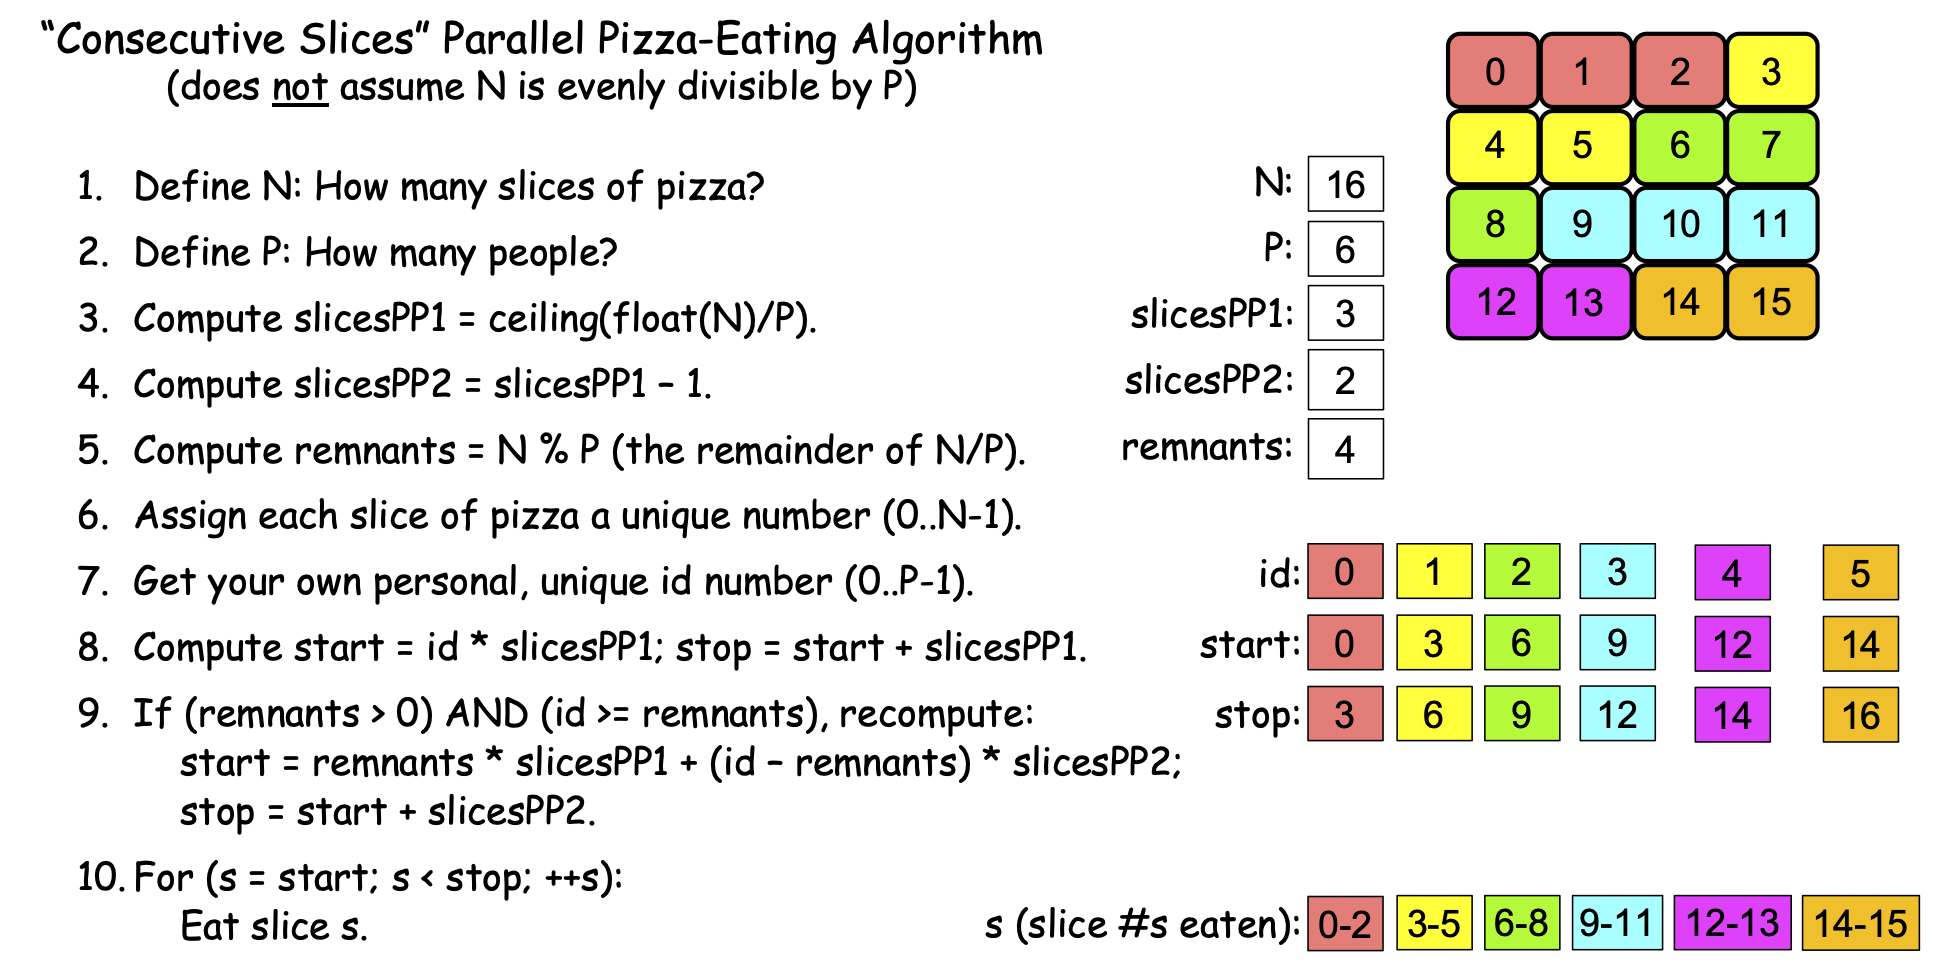 “Consecutive Slices” Parallel Pizza-Eating Algorithm
(does not assume N is evenly divisible by P)
1. Define N: How many slices of pizza?
2. Define P: How many people?
3. Compute slicesPP1 = ceiling(float(N)/P).
4. Compute slicesPP2 = slicesPP1 – 1.
5. Compute remnants = N % P (the remainder of N/P).
6. Assign each slice of pizza a unique number (0..N-1).
7. Get your own personal, unique id number (0..P-1).
8. Compute start = id * slicesPP1; stop = start + slicesPP1.
9. If (remnants > 0) AND (id >= remnants), recompute:
start = remnants * slicesPP1 + (id – remnants) * slicesPP2;
stop = start + slicesPP2.
10. For (s = start; s < stop; ++s):
Eat slice s.
N: 16
P: 6
slicesPP1: 3
slicesPP2: 2
remnants: 4
0 1 2 3
4 5 6 7
8 9 10 11
12 13 14 15
id: 0 1 2 3 4 5
start: 0 3 6 9 12 14
stop: 3 6 9 12 14 16
s (slice #s eaten): 0-2 3-5 6-8 9-11 12-13 14-15